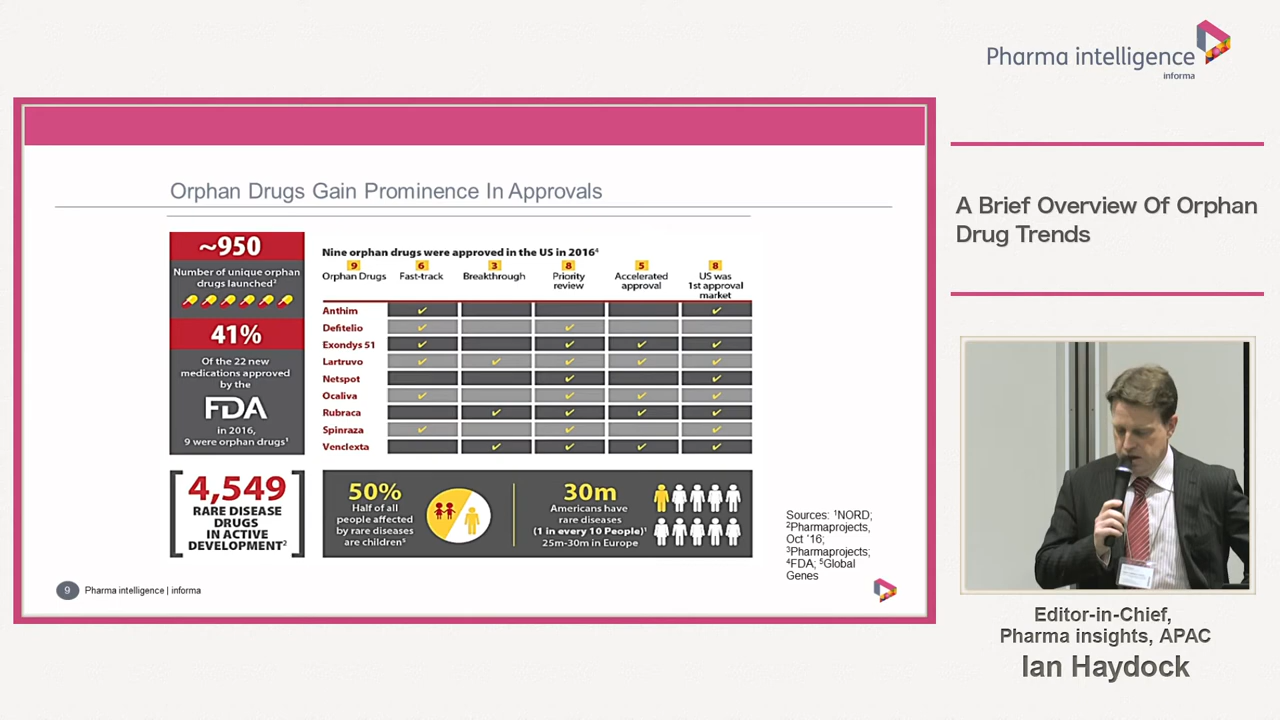 Pharma intelligence
informa
A Brief Overview Of Orphan
Drug Trends
Orphan Drugs Gain Prominence In Approvals
~950
Number of unique orphan
drugs launched²
41%
Of the 22 new
medications approved
by the
FDA
in 2016,
9 were orphan drugs¹
Nine orphan drugs were approved in the US in 2016⁴
9 6 3 8 5 8
Orphan Drugs Fast-track Breakthrough Priority review Accelerated approval US was 1st approval market
Anthim ✓ ✓
Defitelio ✓ ✓
Exondys 51 ✓ ✓ ✓ ✓
Lartruvo ✓ ✓ ✓ ✓ ✓
Netspot ✓ ✓
Ocaliva ✓ ✓ ✓ ✓
Rubraca ✓ ✓ ✓ ✓
Spinraza ✓ ✓ ✓
Venclexta ✓ ✓ ✓ ✓
4,549
RARE DISEASE
DRUGS
IN ACTIVE
DEVELOPMENT²
50%
Half of all
people affected
by rare diseases
are children⁵
30m
Americans have
rare diseases
(1 in every 10 People)¹
25m-30m in Europe
Sources: ¹NORD;
²Pharmaprojects,
Oct '16;
³Pharmaprojects;
⁴FDA; ⁵Global
Genes
9 Pharma intelligence | informa
Editor-in-Chief,
Pharma insights, APAC
Ian Haydock